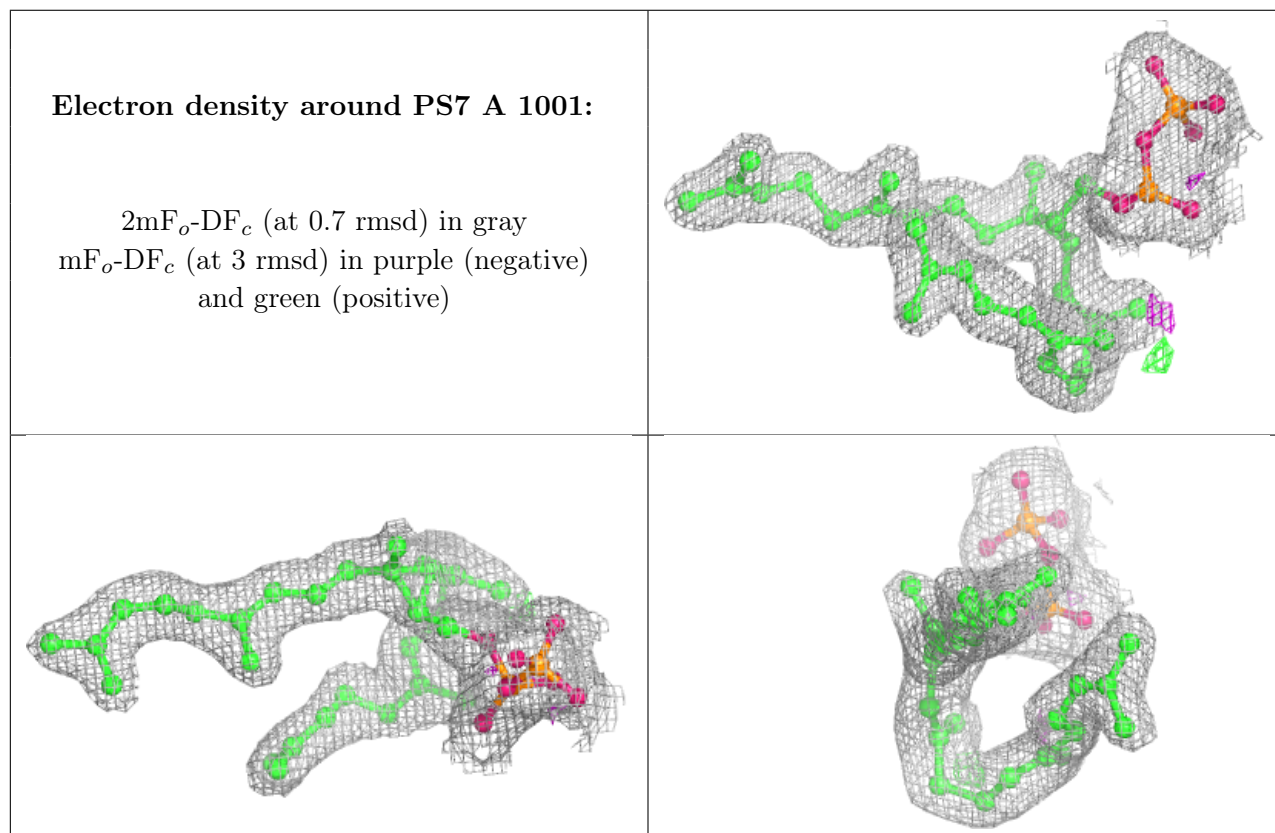 Electron density around PS7 A 1001:
2mFₒ-DF𝒸 (at 0.7 rmsd) in gray
mFₒ-DF𝒸 (at 3 rmsd) in purple (negative)
and green (positive)